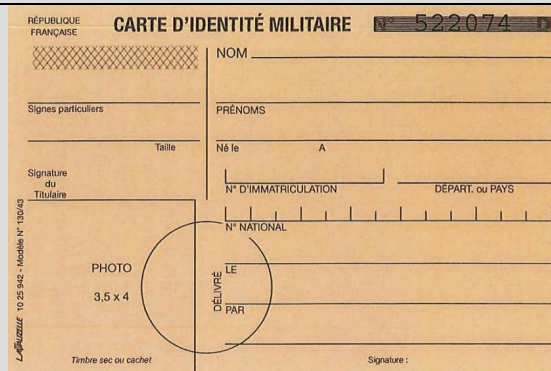 RÉPUBLIQUE
FRANÇAISE
CARTE D'IDENTITÉ MILITAIRE
N° 522074
NOM
Signes particuliers
PRÉNOMS
Taille
Né le A
Signature
du
Titulaire
N° D'IMMATRICULATION
DÉPART. ou PAYS
N° NATIONAL
PHOTO
3,5 x 4
DÉLIVRÉ
LE
PAR
Timbre sec ou cachet
Signature :
LAVAUZELLE 10 25 942 - Modèle N° 130/43